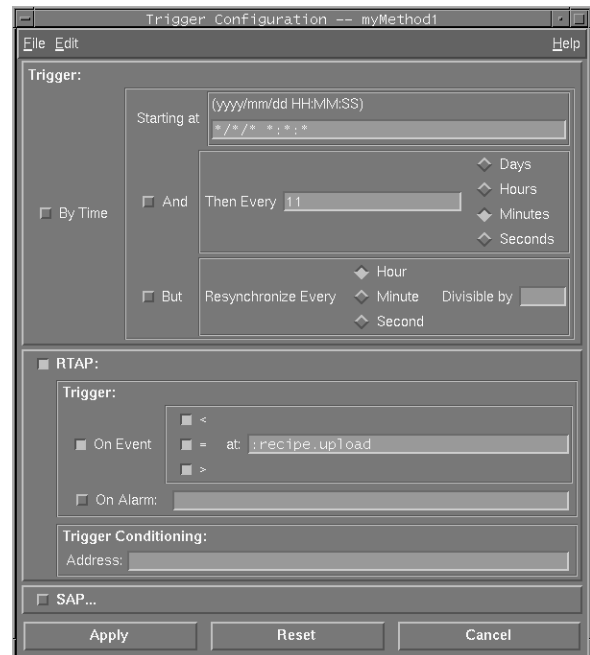 Trigger Configuration -- myMethod1
File Edit Help
Trigger:
(yyyy/mm/dd HH:MM:SS)
Starting at
*/*/* *:*:*
Days
Hours
By Time
And
Then Every 11
Minutes
Seconds
Hour
But
Resynchronize Every
Minute
Divisible by
Second
RTAP:
Trigger:
<
On Event
= at: :recipe.upload
>
On Alarm:
Trigger Conditioning:
Address:
SAP...
Apply Reset Cancel